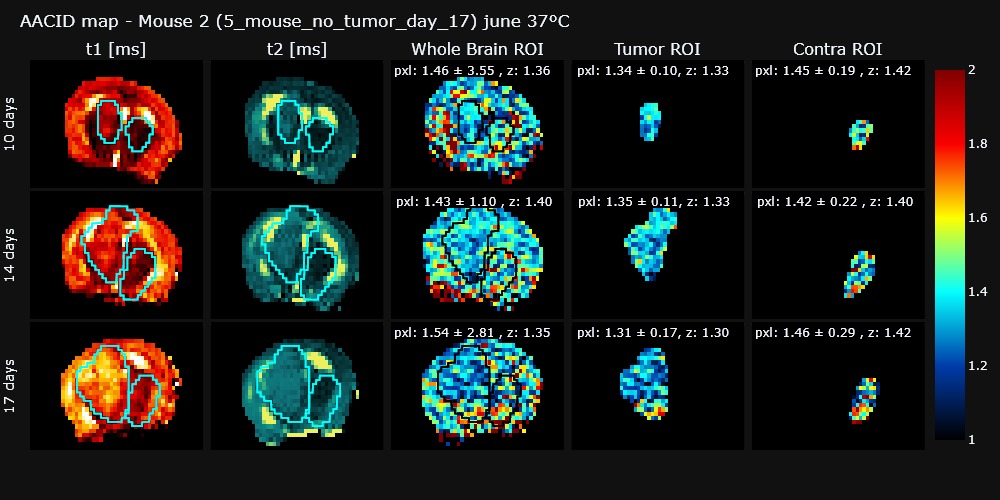 AACID map - Mouse 2 (5_mouse_no_tumor_day_17) june 37ºC
t1 [ms] t2 [ms] Whole Brain ROI Tumor ROI Contra ROI
10 days
pxl: 1.46 ± 3.55 , z: 1.36
pxl: 1.34 ± 0.10, z: 1.33
pxl: 1.45 ± 0.19 , z: 1.42
14 days
pxl: 1.43 ± 1.10 , z: 1.40
pxl: 1.35 ± 0.11, z: 1.33
pxl: 1.42 ± 0.22 , z: 1.40
17 days
pxl: 1.54 ± 2.81 , z: 1.35
pxl: 1.31 ± 0.17, z: 1.30
pxl: 1.46 ± 0.29 , z: 1.42
2
1.8
1.6
1.4
1.2
1